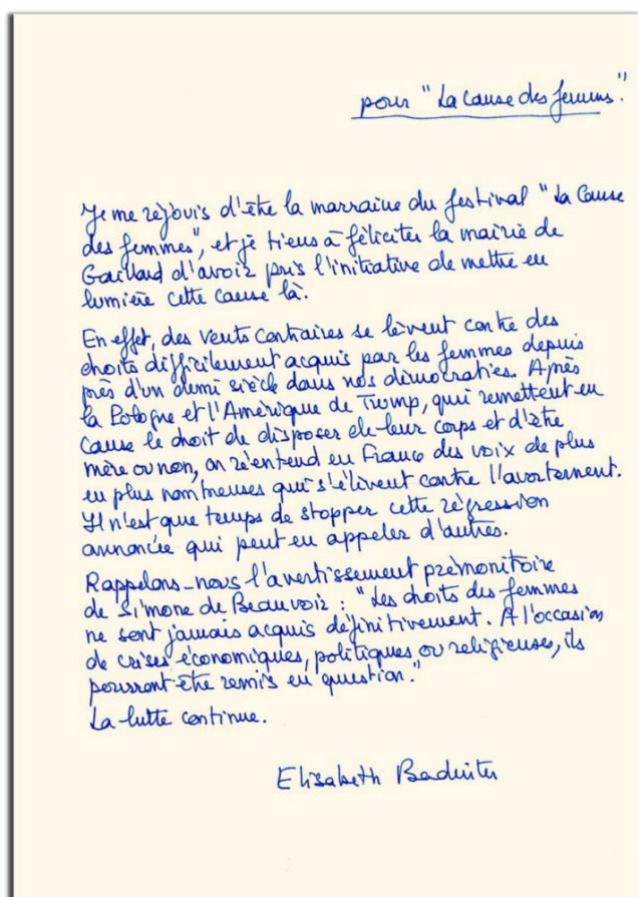 pour "La Cause des femmes".
Je me réjouis d'être la marraine du festival "La Cause
des femmes", et je tiens à féliciter la mairie de
Gaillard d'avoir pris l'initiative de mettre en
lumière cette cause là.
En effet, des vents contraires se lèvent contre des
droits difficilement acquis par les femmes depuis
près d'un demi siècle dans nos démocraties. Après
la Pologne et l'Amérique de Trump, qui remettent en
cause le droit de disposer de leur corps et d'être
mère ou non, on réentend en France des voix de plus
en plus nombreuses qui s'élèvent contre l'avortement.
Il n'est que temps de stopper cette régression
annoncée qui peut en appeler d'autres.
Rappelons-nous l'avertissement prémonitoire
de Simone de Beauvoir : "Les droits des femmes
ne sont jamais acquis définitivement. A l'occasion
de crises économiques, politiques ou religieuses, ils
pourront être remis en question."
La lutte continue.
Elisabeth Badinter